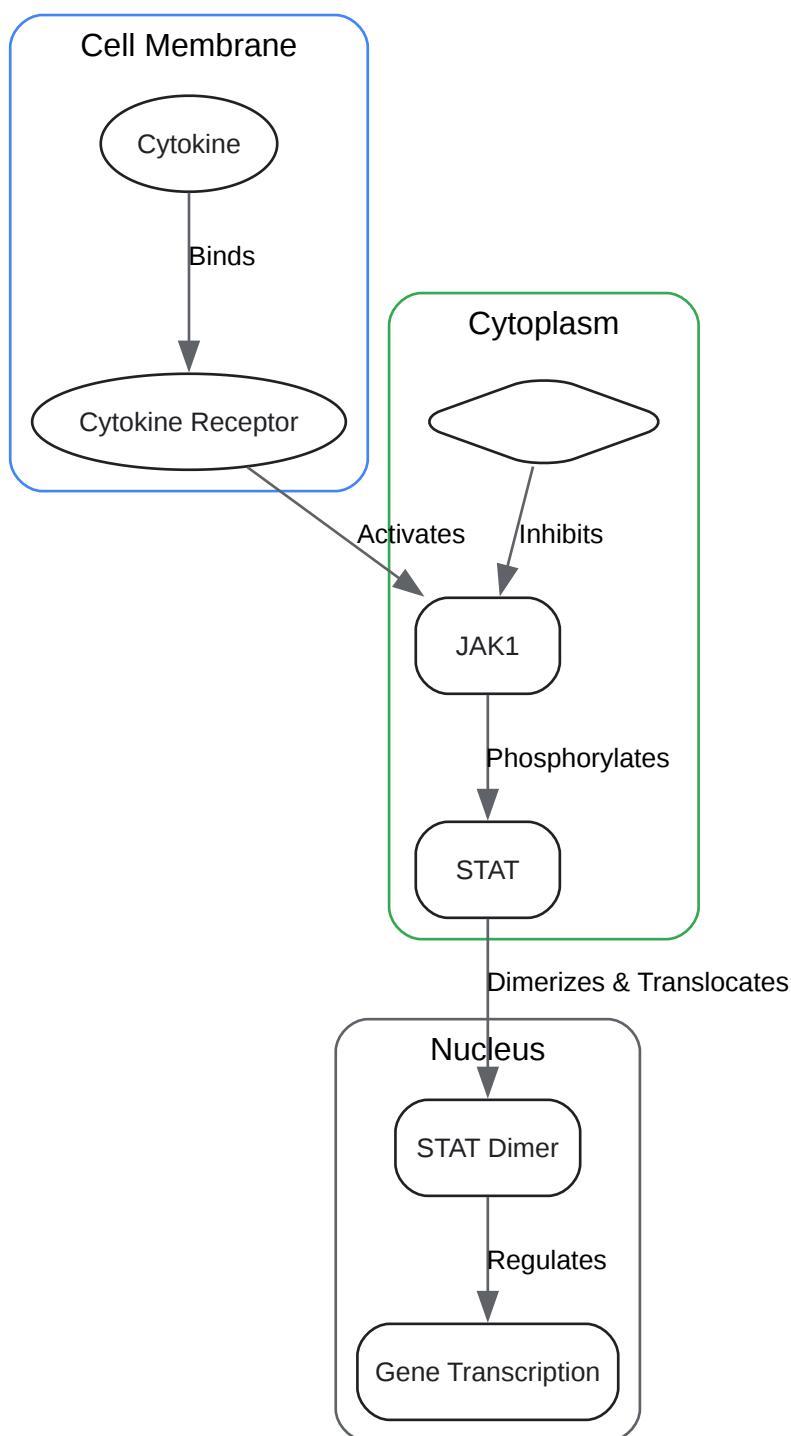 Cell Membrane
Cytokine
Binds
Cytokine Receptor
Cytoplasm
Activates
Inhibits
JAK1
Phosphorylates
STAT
Dimerizes & Translocates
Nucleus
STAT Dimer
Regulates
Gene Transcription